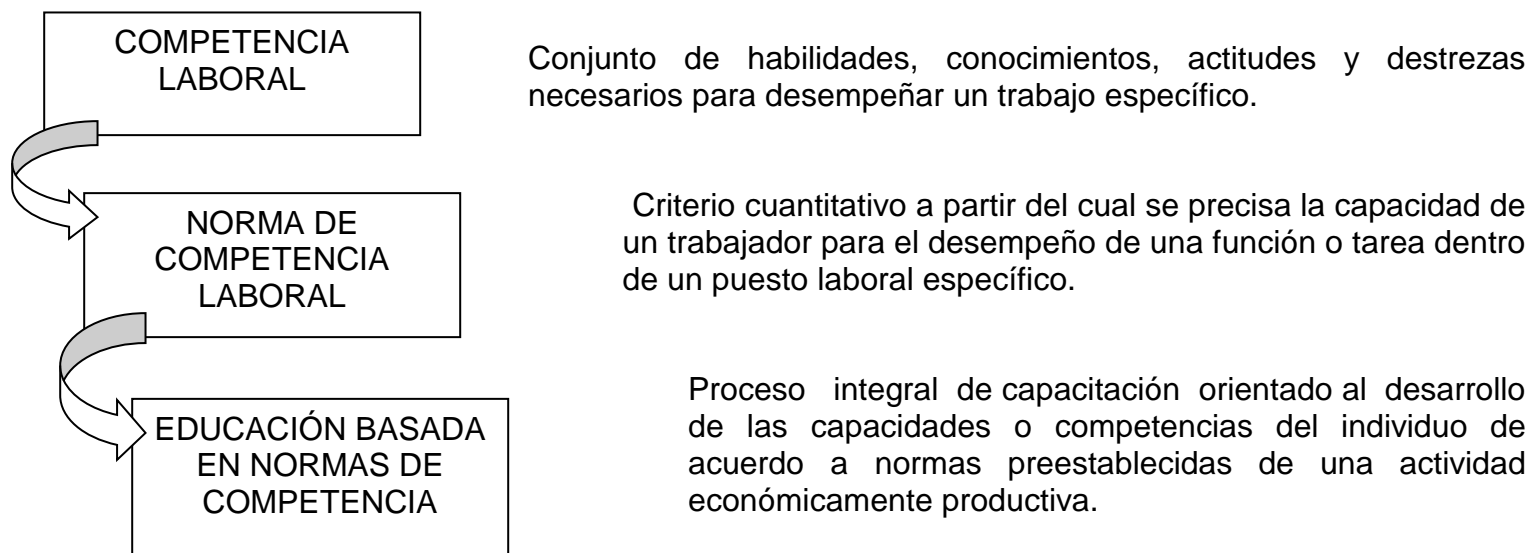 COMPETENCIA
LABORAL
Conjunto de habilidades, conocimientos, actitudes y destrezas
necesarios para desempeñar un trabajo específico.
NORMA DE
COMPETENCIA
LABORAL
Criterio cuantitativo a partir del cual se precisa la capacidad de
un trabajador para el desempeño de una función o tarea dentro
de un puesto laboral específico.
EDUCACIÓN BASADA
EN NORMAS DE
COMPETENCIA
Proceso integral de capacitación orientado al desarrollo
de las capacidades o competencias del individuo de
acuerdo a normas preestablecidas de una actividad
económicamente productiva.